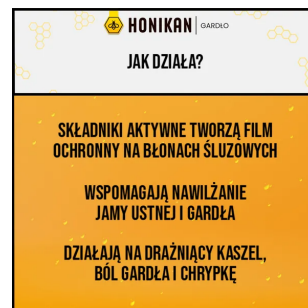 HONIKAN | GARDŁO
JAK DZIAŁA?
SKŁADNIKI AKTYWNE TWORZĄ FILM
OCHRONNY NA BŁONACH ŚLUZOWYCH
WSPOMAGAJĄ NAWILŻANIE
JAMY USTNEJ I GARDŁA
DZIAŁAJĄ NA DRAŻNIĄCY KASZEL,
BÓL GARDŁA I CHRYPKĘ